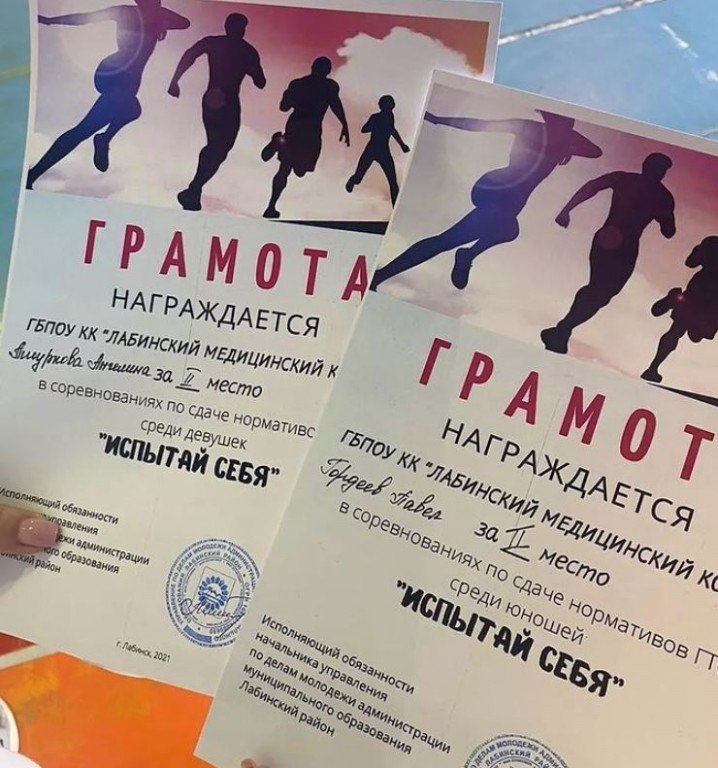 ГРАМОТА
НАГРАЖДАЕТСЯ
ГБПОУ КК "ЛАБИНСКИЙ МЕДИЦИНСКИЙ К
Ангелина за II место
в соревнованиях по сдаче нормативо
среди девушек
"ИСПЫТАЙ СЕБЯ"
Исполняющий обязанности
управления
администрации
образования
район
г. Лабинск, 2021
ГРАМОТ
НАГРАЖДАЕТСЯ
ГБПОУ КК "ЛАБИНСКИЙ МЕДИЦИНСКИЙ КО
Гордеев Павел за II место
в соревнованиях по сдаче нормативов ГТ
среди юношей
"ИСПЫТАЙ СЕБЯ"
Исполняющий обязанности
начальника управления
по делам молодежи администрации
муниципального образования
Лабинский район